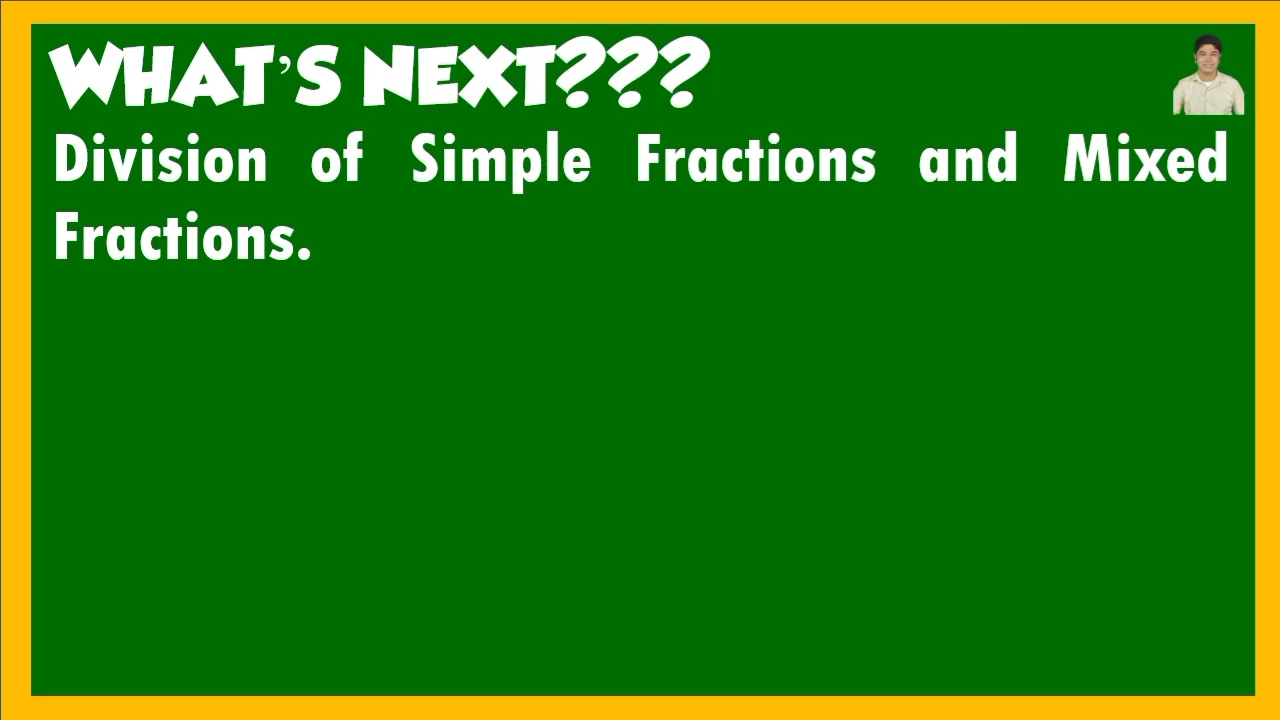 WHAT'S NEXT???
Division of Simple Fractions and Mixed
Fractions.